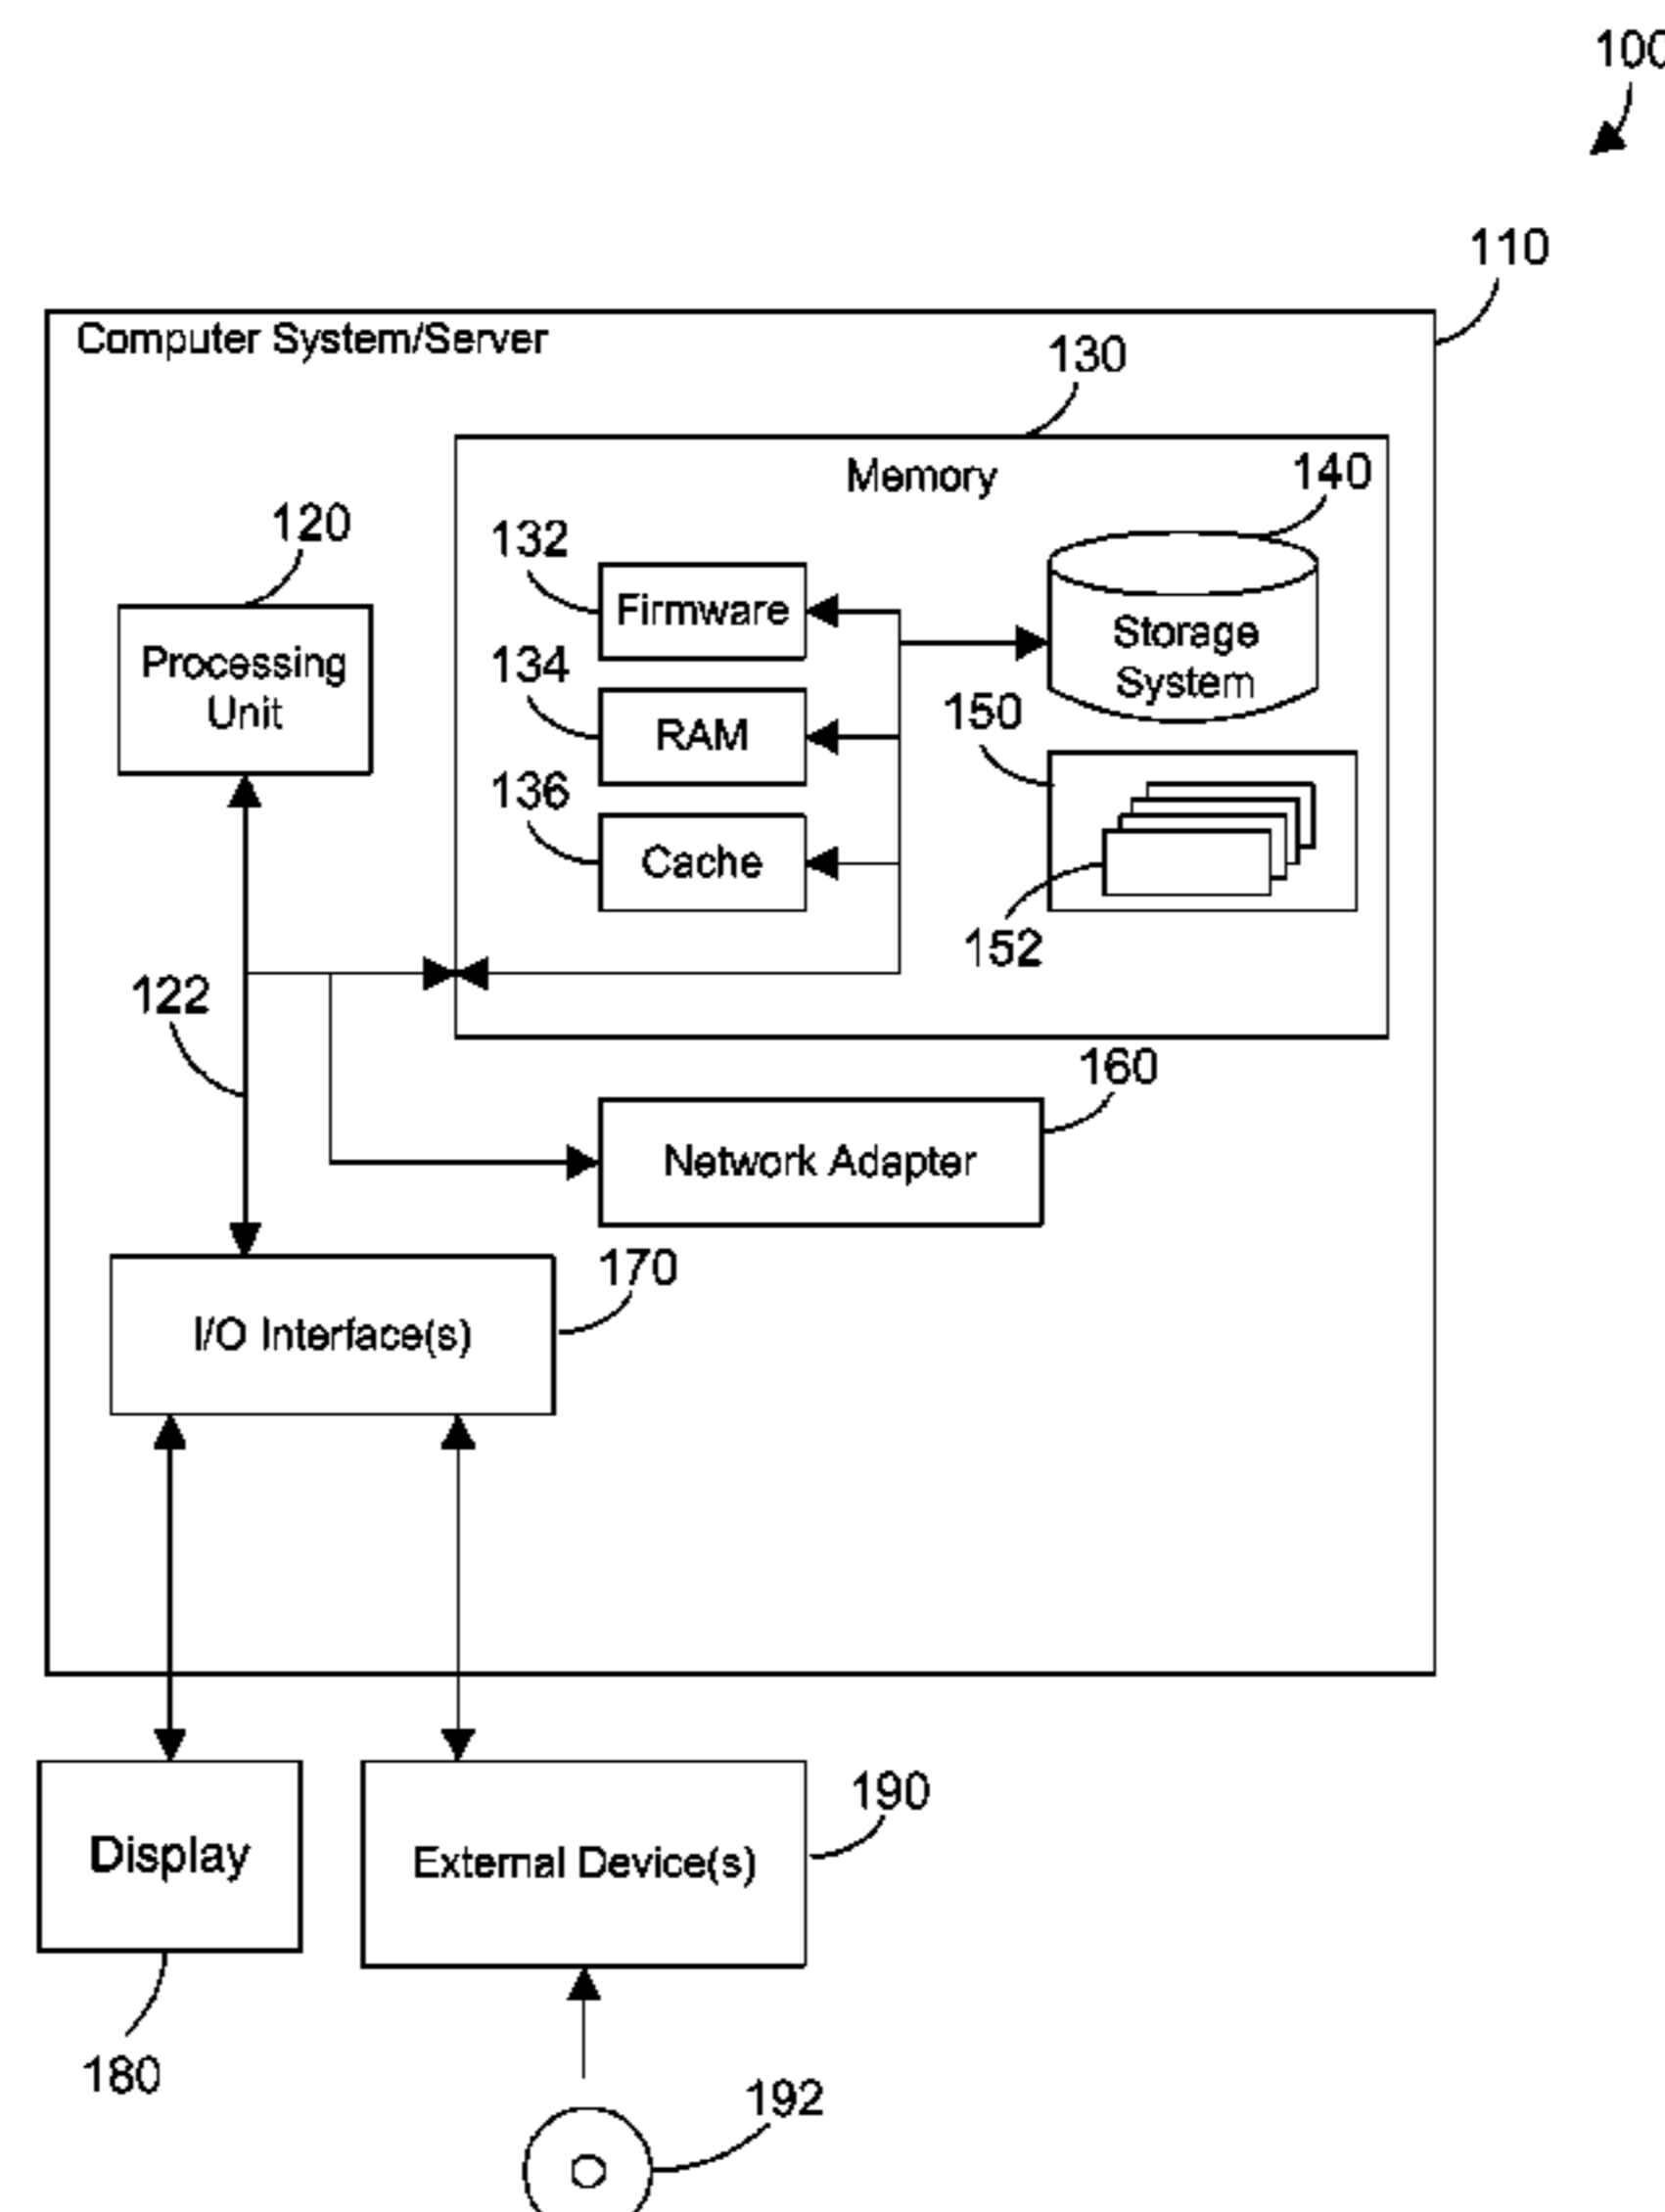 100
110
Computer System/Server
130
Memory
140
120
132
Firmware
Storage
System
Processing
Unit
134
RAM
150
136
Cache
152
122
160
Network Adapter
170
I/O Interface(s)
190
Display
External Device(s)
180
192